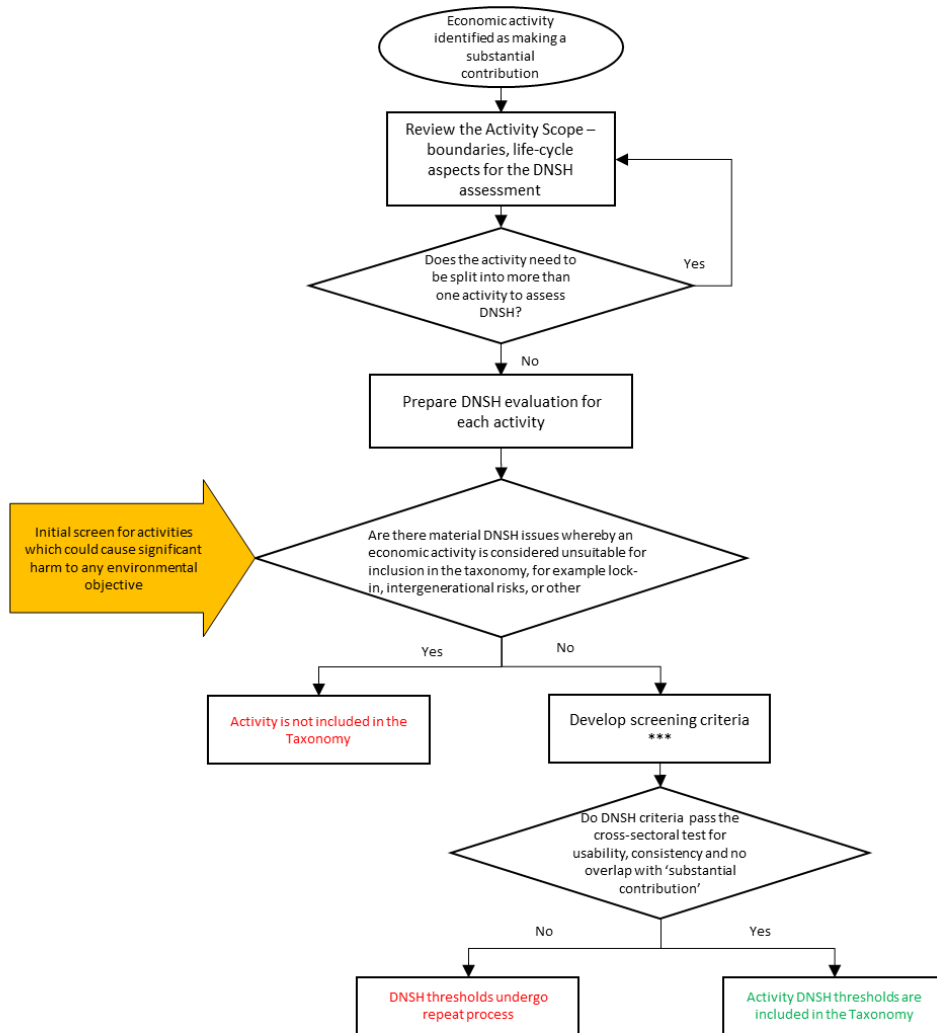 Economic activity
identified as making a
substantial
contribution
Review the Activity Scope –
boundaries, life-cycle
aspects for the DNSH
assessment
Does the activity need to
be split into more than
one activity to assess
DNSH?
Yes
No
Prepare DNSH evaluation for
each activity
Initial screen for activities
which could cause significant
harm to any environmental
objective
Are there material DNSH issues whereby an
economic activity is considered unsuitable for
inclusion in the taxonomy, for example lock-
in, intergenerational risks, or other
Yes
No
Activity is not included in the
Taxonomy
Develop screening criteria
***
Do DNSH criteria pass the
cross-sectoral test for
usability, consistency and no
overlap with ‘substantial
contribution’
No
Yes
DNSH thresholds undergo
repeat process
Activity DNSH thresholds are
included in the Taxonomy